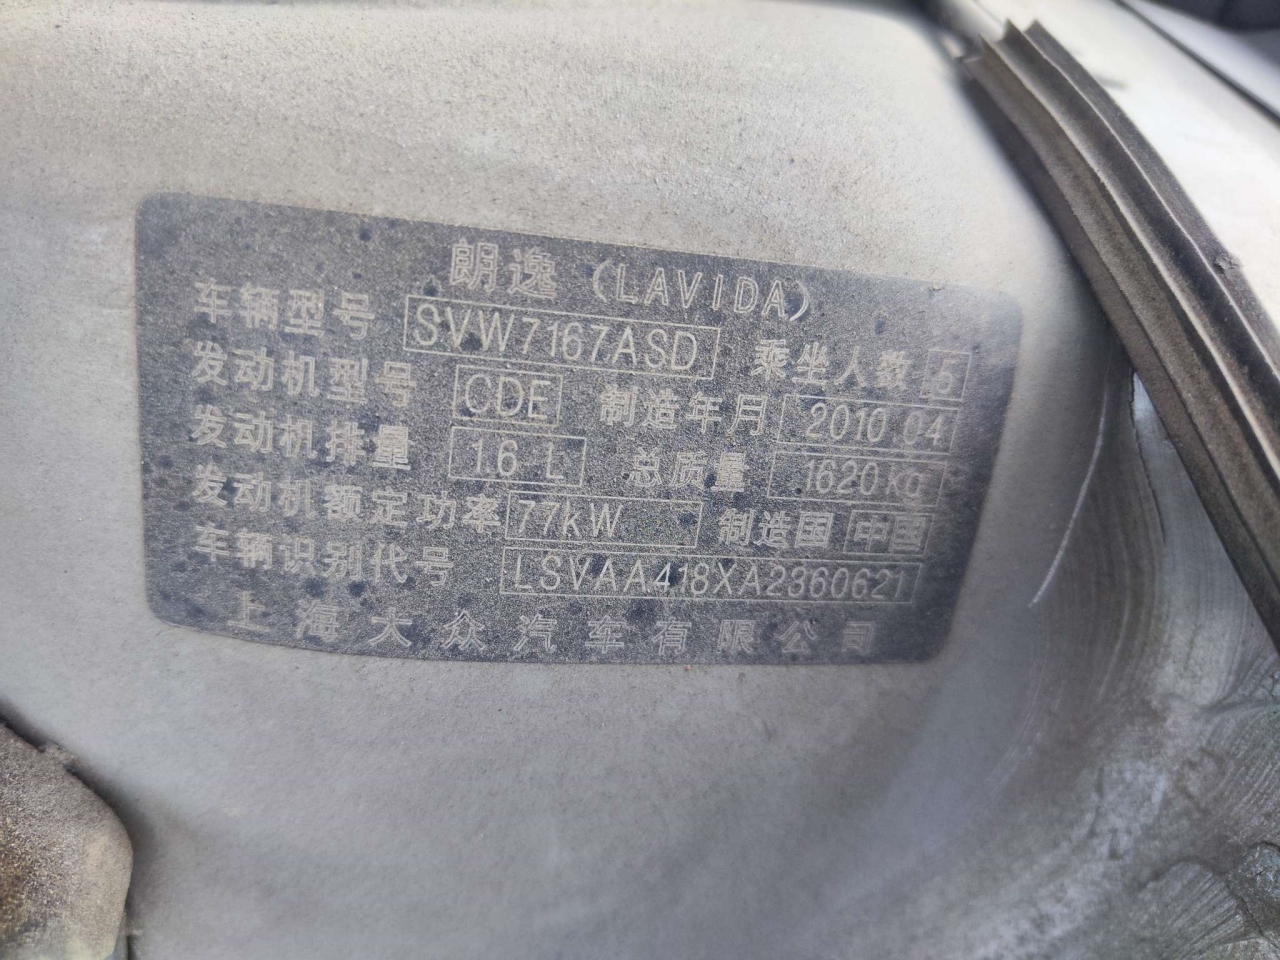 朗逸 (LAVIDA)
车辆型号 SVW7167ASD 乘坐人数 5
发动机型号 CDE 制造年月 2010 04
发动机排量 1.6 L 总质量 1620kg
发动机额定功率 77kW 制造国 中国
车辆识别代号 LSVAA418XA2360621
上海大众汽车有限公司